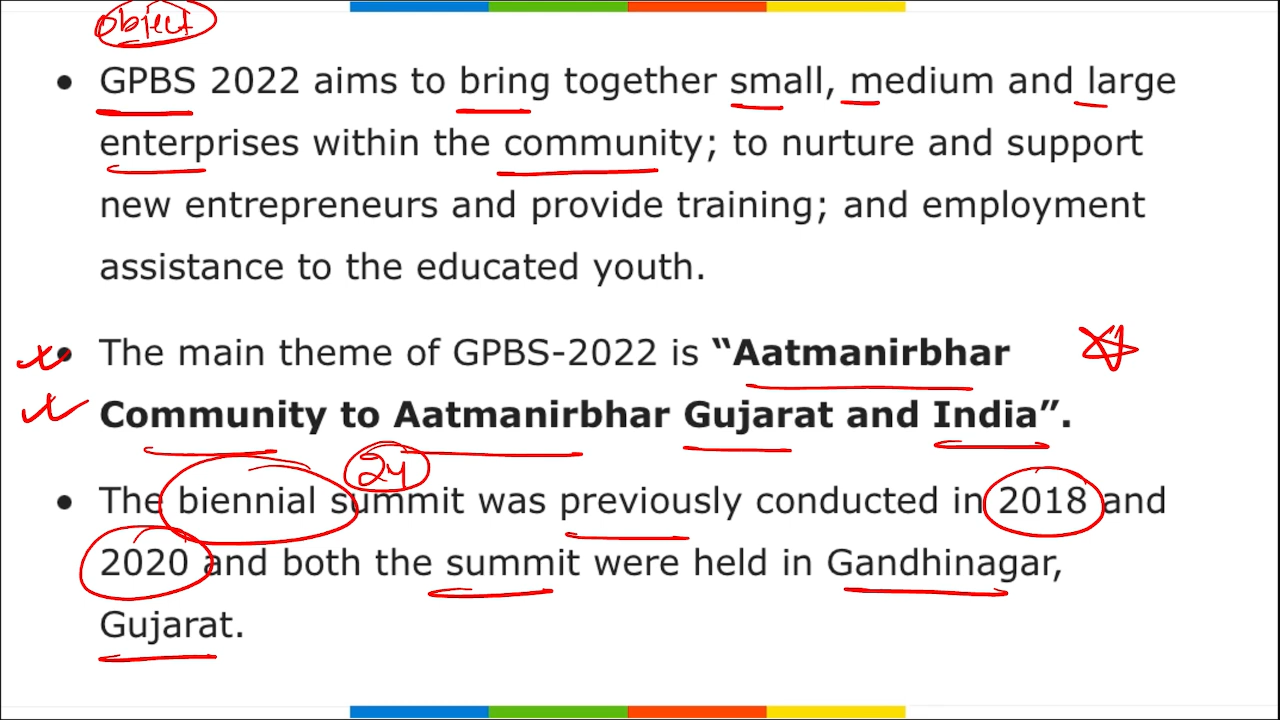 object
• GPBS 2022 aims to bring together small, medium and large
enterprises within the community; to nurture and support
new entrepreneurs and provide training; and employment
assistance to the educated youth.
• The main theme of GPBS-2022 is “Aatmanirbhar
Community to Aatmanirbhar Gujarat and India”.
2y
• The biennial summit was previously conducted in 2018 and
2020 and both the summit were held in Gandhinagar,
Gujarat.